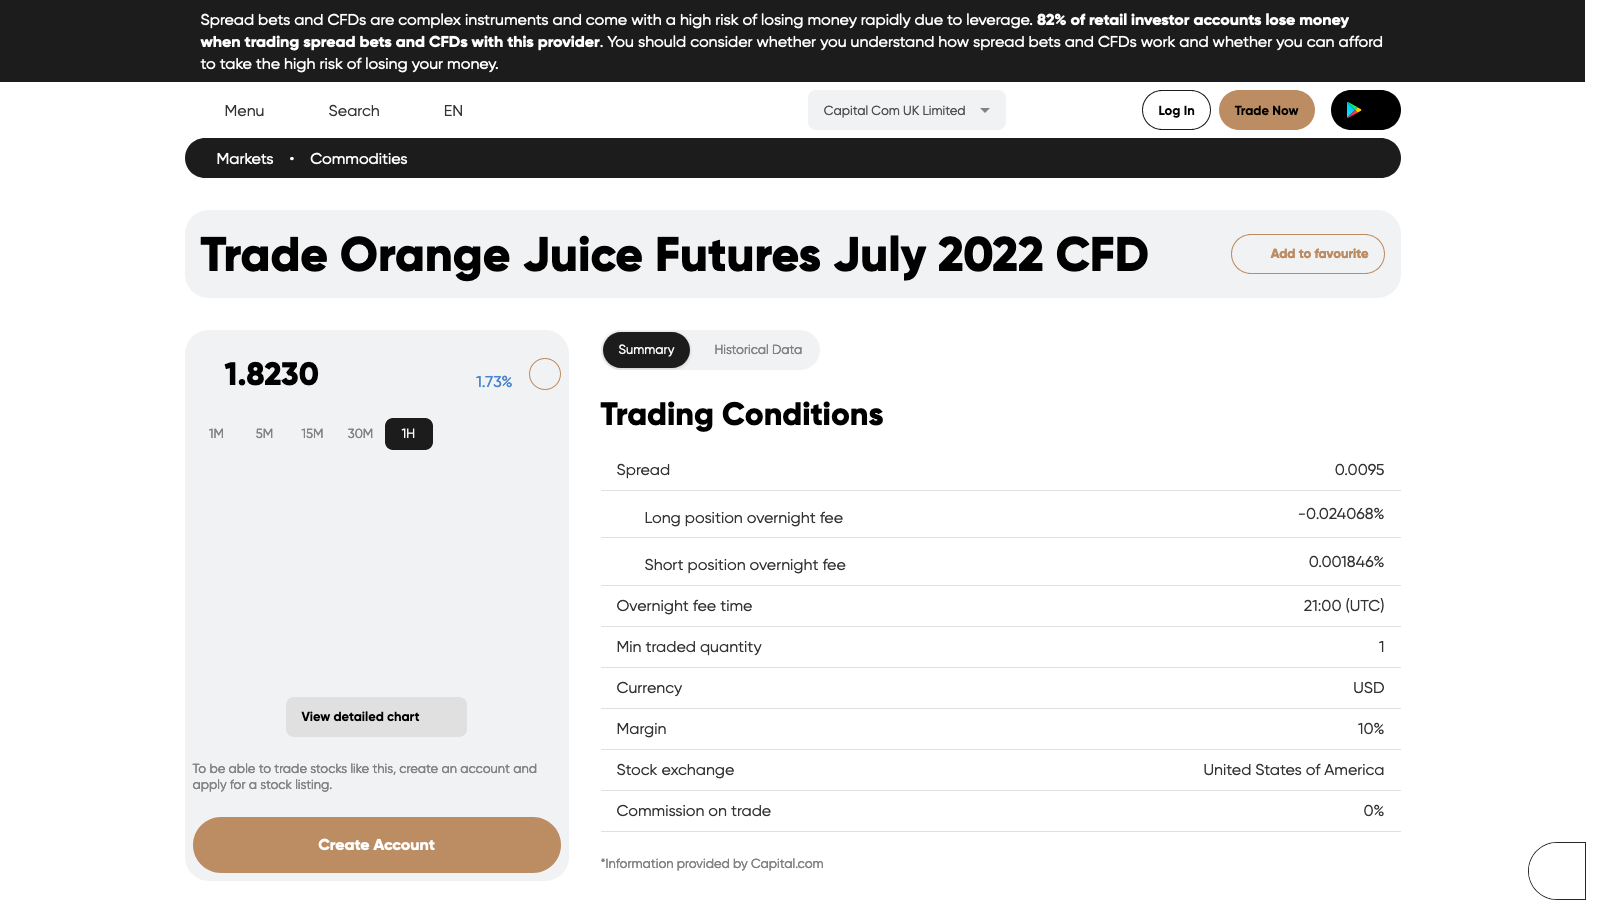 Spread bets and CFDs are complex instruments and come with a high risk of losing money rapidly due to leverage. 82% of retail investor accounts lose money
when trading spread bets and CFDs with this provider. You should consider whether you understand how spread bets and CFDs work and whether you can afford
to take the high risk of losing your money.
Menu Search EN Capital Com UK Limited Log In Trade Now
Markets • Commodities
Trade Orange Juice Futures July 2022 CFD Add to favourite
1.8230 1.73%
1M 5M 15M 30M 1H
View detailed chart
To be able to trade stocks like this, create an account and
apply for a stock listing.
Create Account
Summary Historical Data
Trading Conditions
Spread 0.0095
Long position overnight fee -0.024068%
Short position overnight fee 0.001846%
Overnight fee time 21:00 (UTC)
Min traded quantity 1
Currency USD
Margin 10%
Stock exchange United States of America
Commission on trade 0%
*Information provided by Capital.com